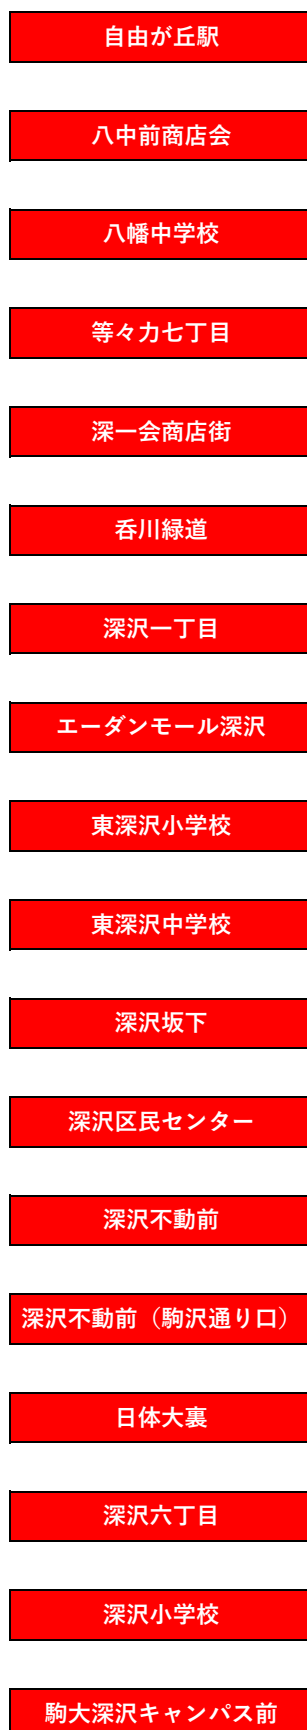 自由が丘駅
八中前商店会
八幡中学校
等々力七丁目
深一会商店街
呑川緑道
深沢一丁目
エーダンモール深沢
東深沢小学校
東深沢中学校
深沢坂下
深沢区民センター
深沢不動前
深沢不動前（駒沢通り口）
日体大裏
深沢六丁目
深沢小学校
駒大深沢キャンパス前